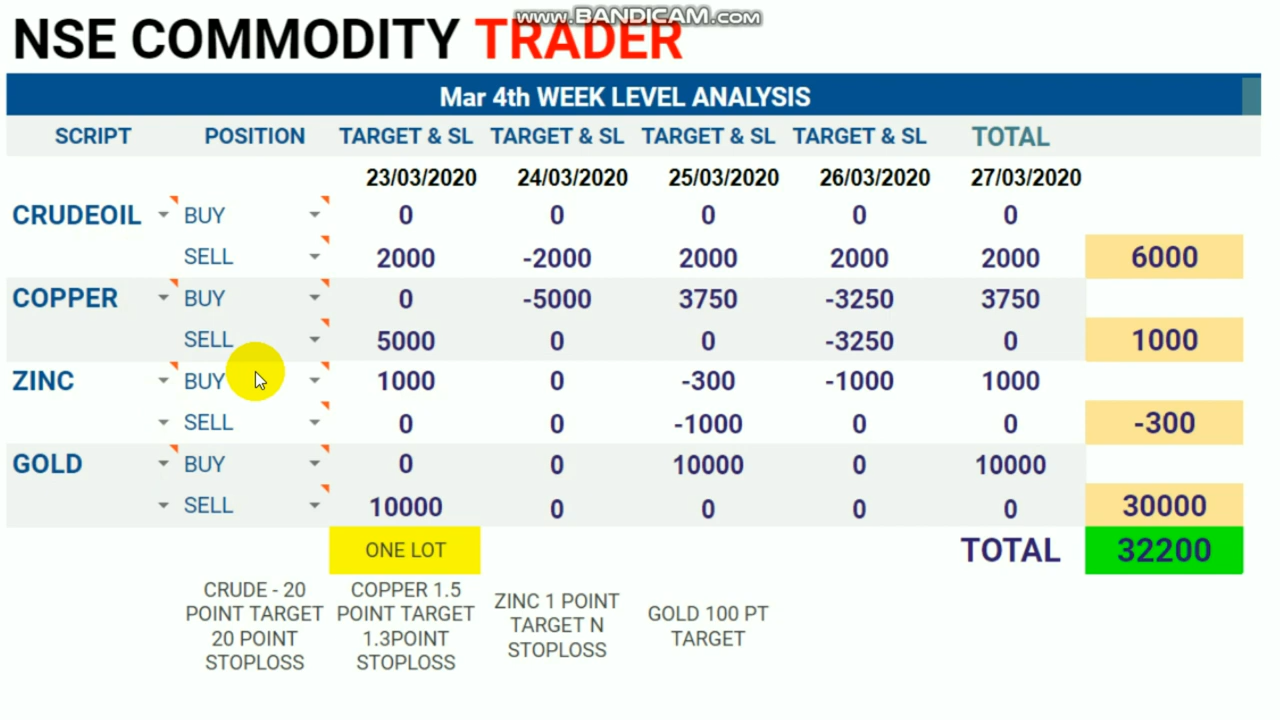 www.BANDICAM.com
NSE COMMODITY TRADER
Mar 4th WEEK LEVEL ANALYSIS
SCRIPT POSITION TARGET & SL TARGET & SL TARGET & SL TARGET & SL TOTAL
23/03/2020 24/03/2020 25/03/2020 26/03/2020 27/03/2020
CRUDEOIL BUY 0 0 0 0 0
SELL 2000 -2000 2000 2000 2000 6000
COPPER BUY 0 -5000 3750 -3250 3750
SELL 5000 0 0 -3250 0 1000
ZINC BUY 1000 0 -300 -1000 1000
SELL 0 0 -1000 0 0 -300
GOLD BUY 0 0 10000 0 10000
SELL 10000 0 0 0 0 30000
ONE LOT TOTAL 32200
CRUDE - 20
POINT TARGET
20 POINT
STOPLOSS
COPPER 1.5
POINT TARGET
1.3POINT
STOPLOSS
ZINC 1 POINT
TARGET N
STOPLOSS
GOLD 100 PT
TARGET